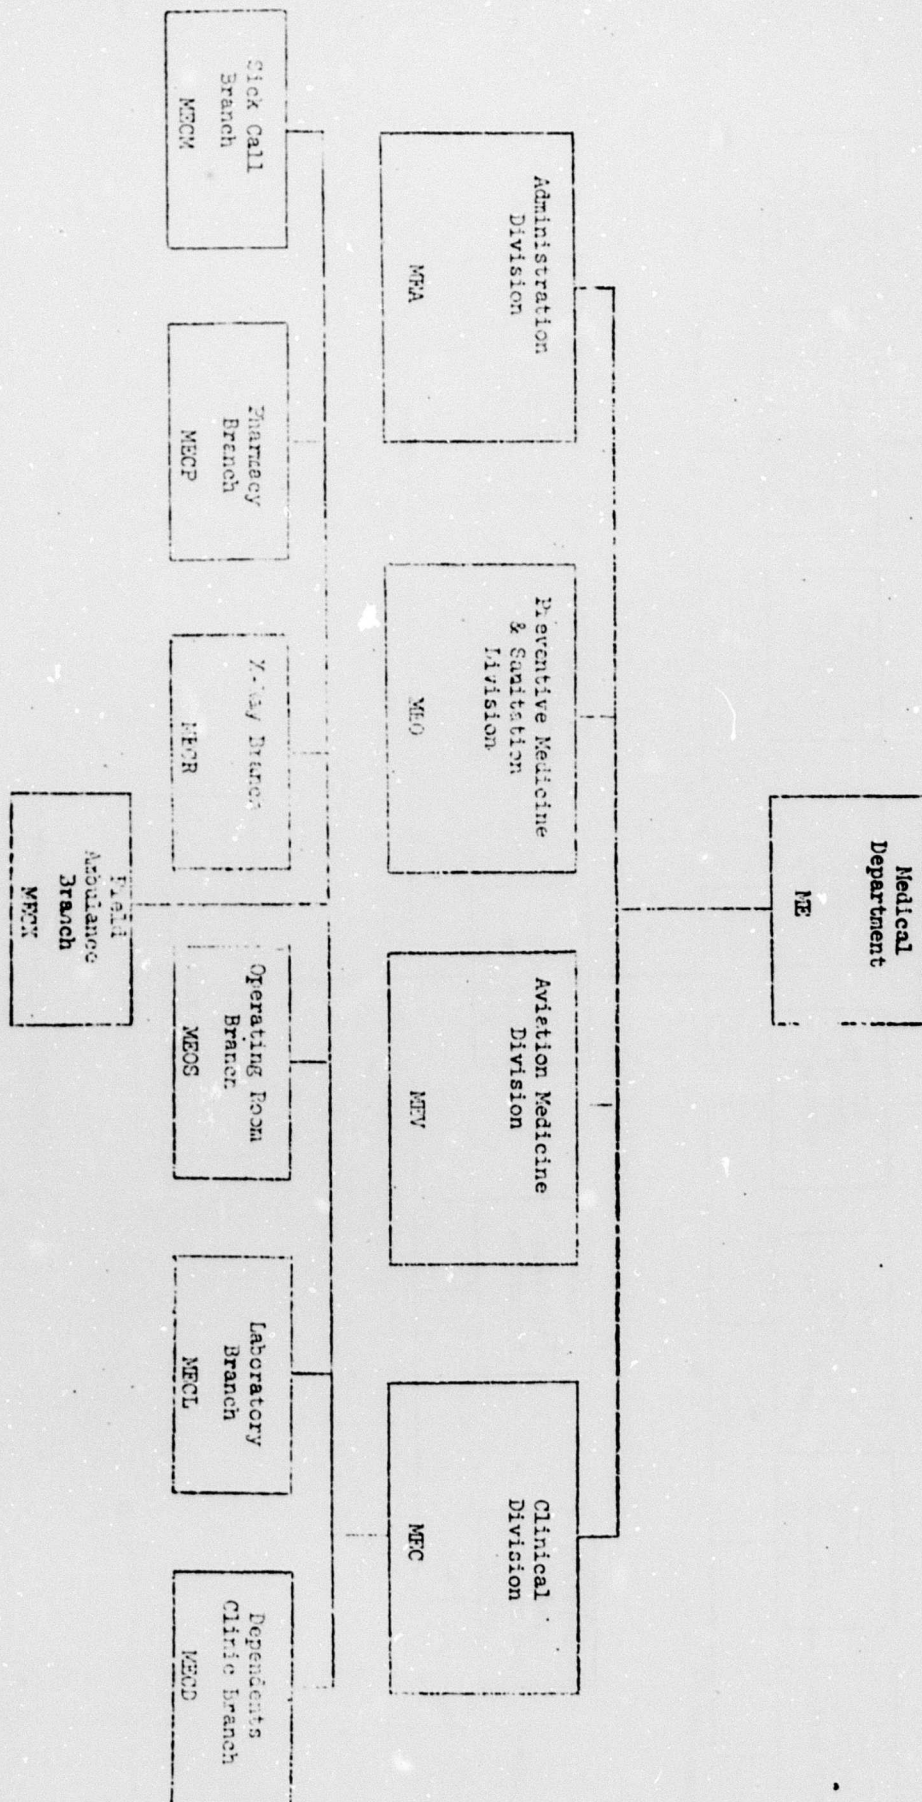 Medical
Department
ME
Administration
Division
MEA
Preventive Medicine
& Sanitation
Division
MEO
Aviation Medicine
Division
MEV
Clinical
Division
MEC
Sick Call
Branch
MECM
Pharmacy
Branch
MECP
X-Ray Branch
MECR
Operating Room
Branch
MEOS
Laboratory
Branch
MECL
Dependents
Clinic Branch
MECD
Field
Ambulance
Branch
MECX